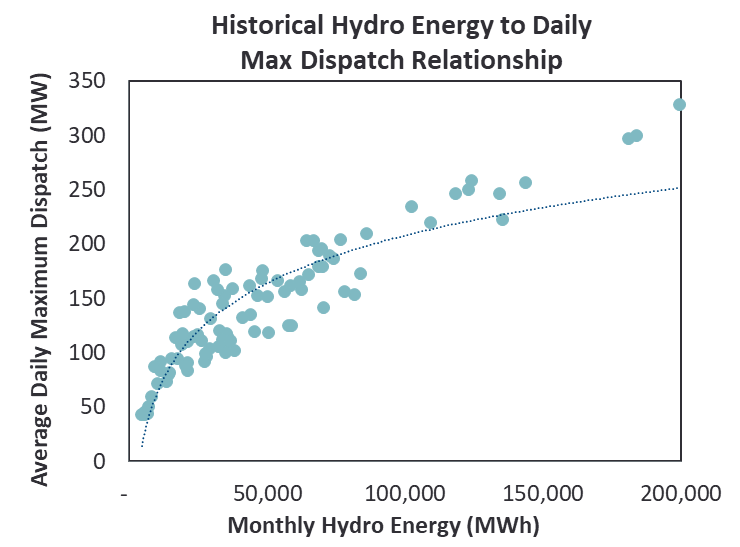 Historical Hydro Energy to Daily
Max Dispatch Relationship
Average Daily Maximum Dispatch (MW)
350
300
250
200
150
100
50
0
- 50,000 100,000 150,000 200,000
Monthly Hydro Energy (MWh)